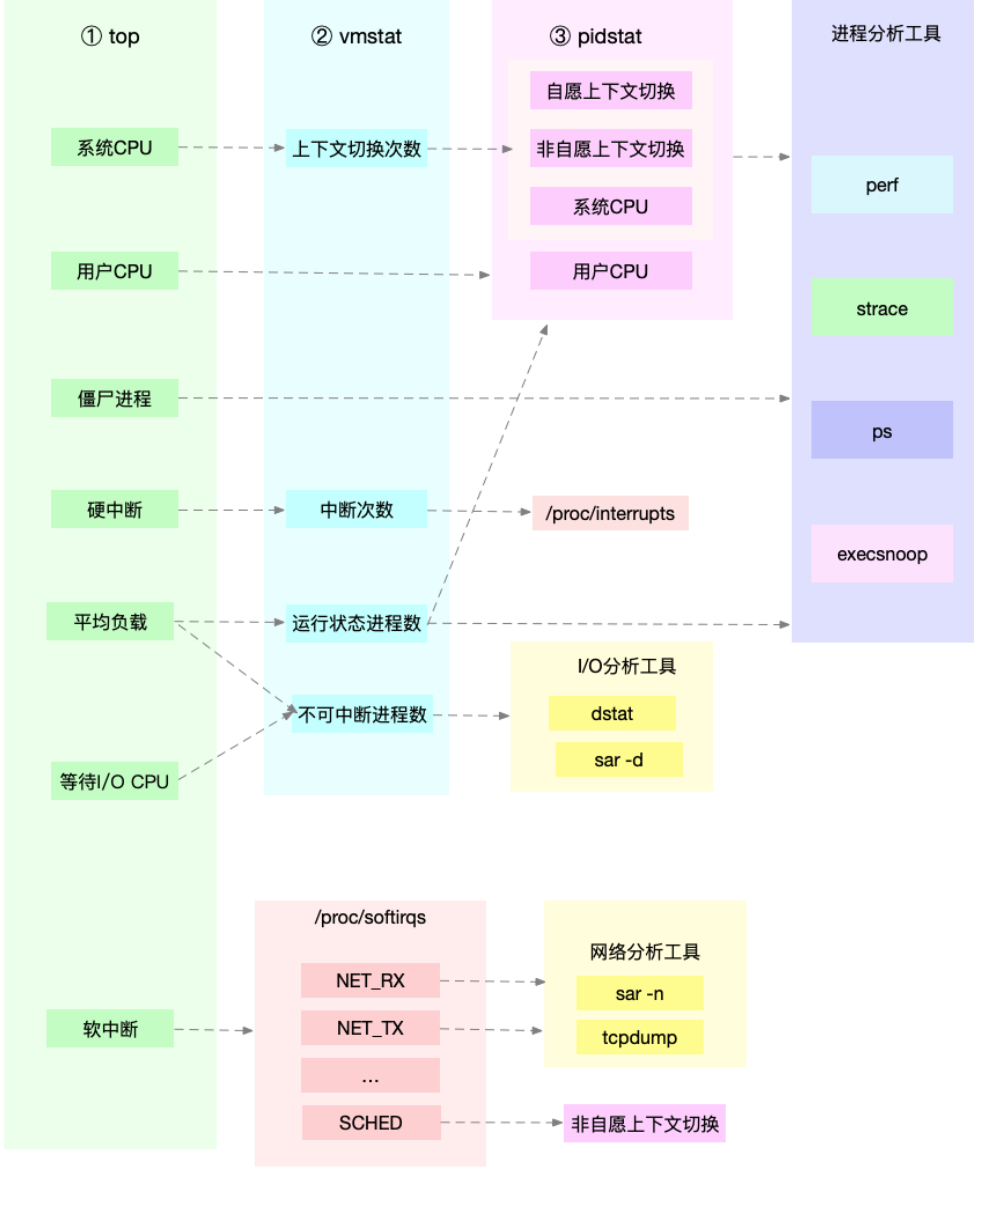 ① top
② vmstat
③ pidstat
进程分析工具
自愿上下文切换
系统CPU
上下文切换次数
非自愿上下文切换
perf
系统CPU
用户CPU
用户CPU
strace
僵尸进程
ps
硬中断
中断次数
/proc/interrupts
execsnoop
平均负载
运行状态进程数
I/O分析工具
不可中断进程数
dstat
等待I/O CPU
sar -d
/proc/softirqs
网络分析工具
NET_RX
sar -n
软中断
NET_TX
tcpdump
...
SCHED
非自愿上下文切换